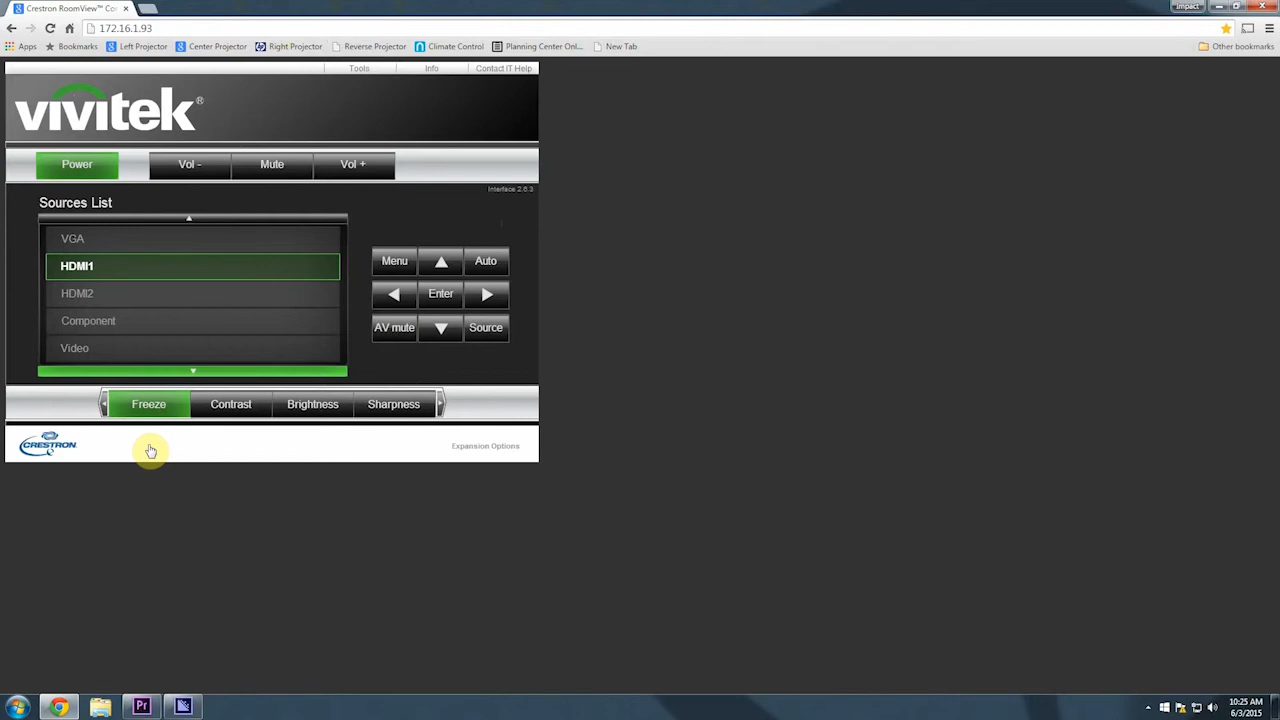 Crestron RoomView™ Co
impact
172.16.1.93
Apps Bookmarks Left Projector Center Projector Right Projector Reverse Projector Climate Control Planning Center Onl... New Tab Other bookmarks
Tools Info Contact IT Help
vivitek®
Power Vol - Mute Vol +
Interface 2.6.3
Sources List
VGA
HDMI1
HDMI2
Component
Video
Menu Auto
Enter
AV mute Source
Freeze Contrast Brightness Sharpness
CRESTRON
Expansion Options
Pr
10:25 AM
6/3/2015